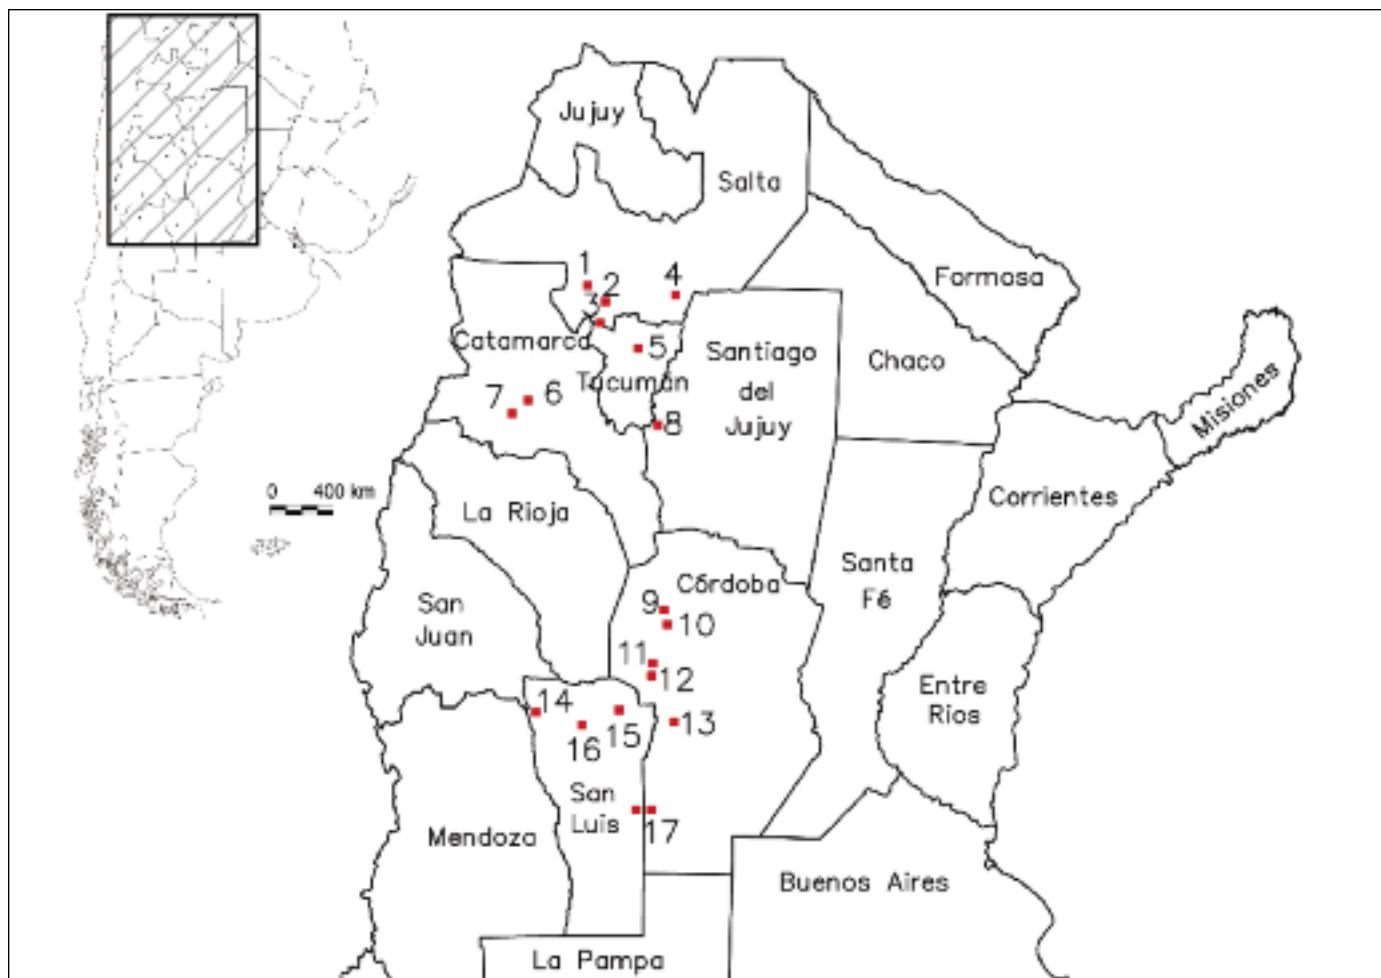 Jujuy
Salta
Formosa
1
2
3
4
Catamarca
5
Santiago
del
Jujuy
Chaco
Tucumán
7
6
8
Misiones
0 400 km
La Rioja
Corrientes
Santa
Fé
Córdoba
San
Juan
9
10
11
12
Entre
Rios
14
15
16
13
San
Luis
17
Mendoza
Buenos Aires
La Pampa